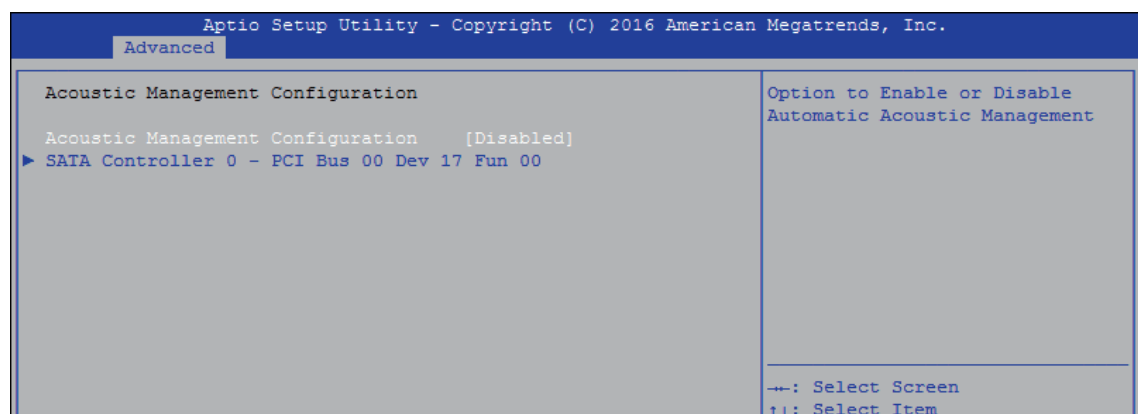 Aptio Setup Utility - Copyright (C) 2016 American Megatrends, Inc.
Advanced
Acoustic Management Configuration
Acoustic Management Configuration [Disabled]
► SATA Controller 0 - PCI Bus 00 Dev 17 Fun 00
Option to Enable or Disable
Automatic Acoustic Management
→←: Select Screen
↑↓: Select Item